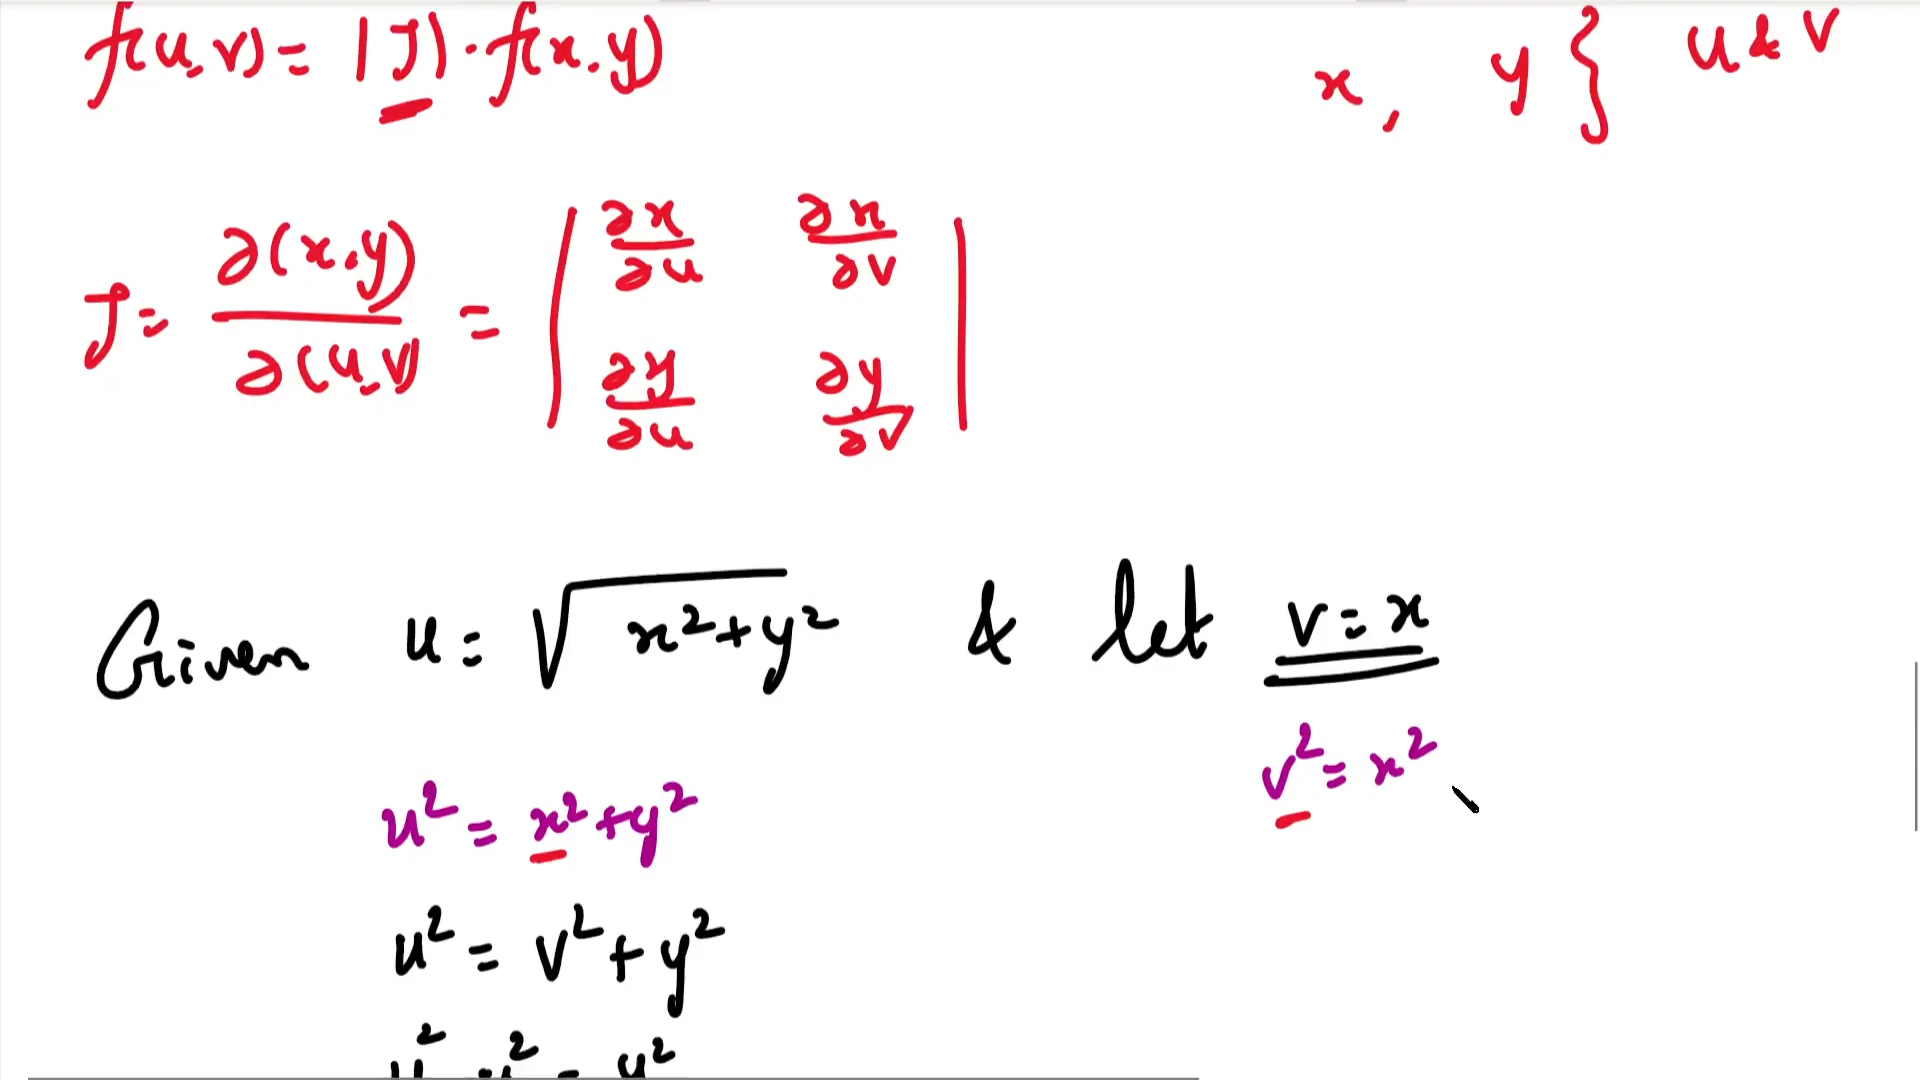 f(u,v) = |J| · f(x,y)    x, y } u & v
J = ∂(x,y)/∂(u,v) = | ∂x/∂u  ∂x/∂v ; ∂y/∂u  ∂y/∂v |
Given u = √(x²+y²) & let v = x
v² = x²
u² = x²+y²
u² = v²+y²